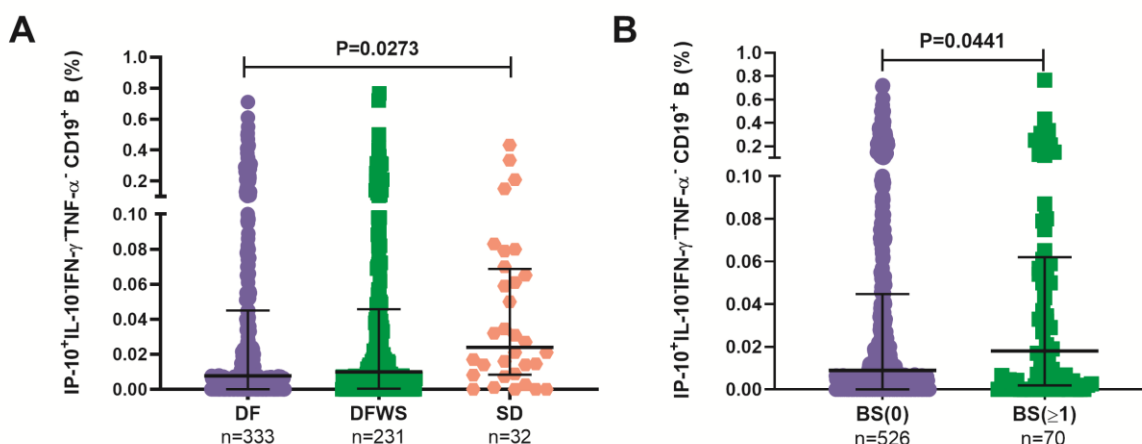 A
P=0.0273
IP-10⁺IL-10⁻IFN-γ⁻TNF-α⁻ CD19⁺ B (%)
1.0
0.8
0.6
0.4
0.2
0.10
0.08
0.06
0.04
0.02
0.00
DF DFWS SD
n=333 n=231 n=32
B
P=0.0441
IP-10⁺IL-10⁻IFN-γ⁻TNF-α⁻ CD19⁺ B (%)
1.0
0.8
0.6
0.4
0.2
0.10
0.08
0.06
0.04
0.02
0.00
BS(0) BS(≥1)
n=526 n=70